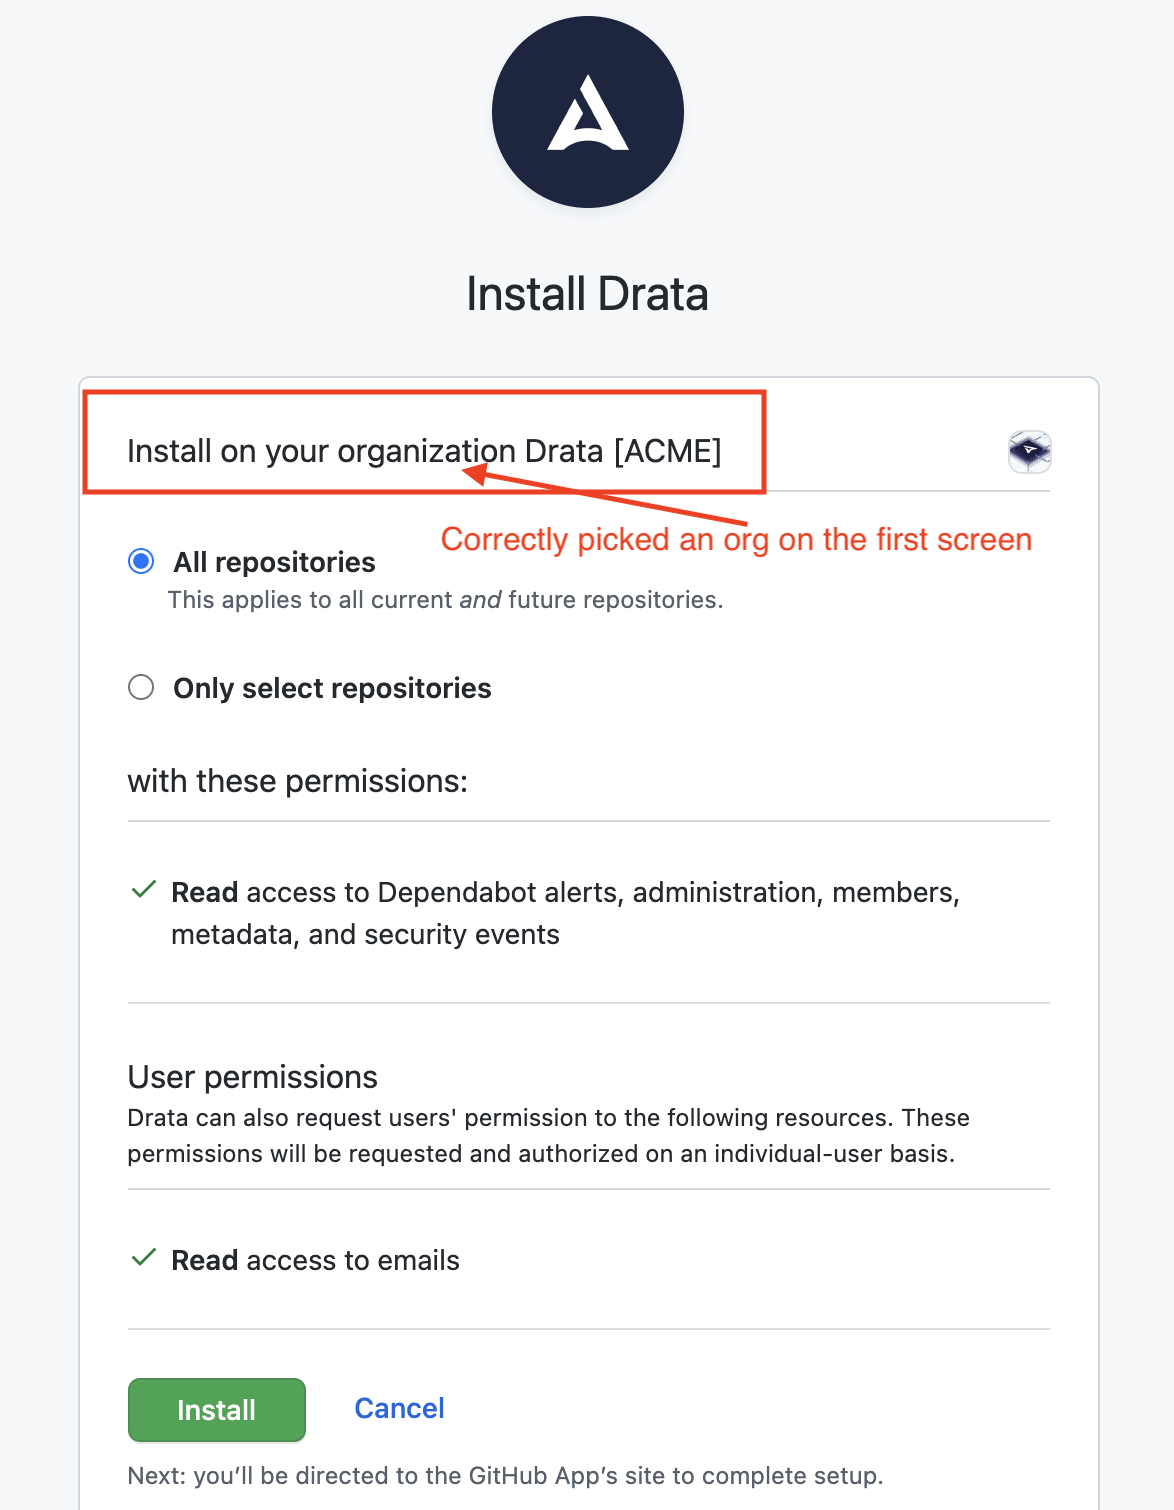 Install Drata
Install on your organization Drata [ACME]
Correctly picked an org on the first screen
All repositories
This applies to all current and future repositories.
Only select repositories
with these permissions:
Read access to Dependabot alerts, administration, members,
metadata, and security events
User permissions
Drata can also request users' permission to the following resources. These
permissions will be requested and authorized on an individual-user basis.
Read access to emails
Install
Cancel
Next: you’ll be directed to the GitHub App’s site to complete setup.